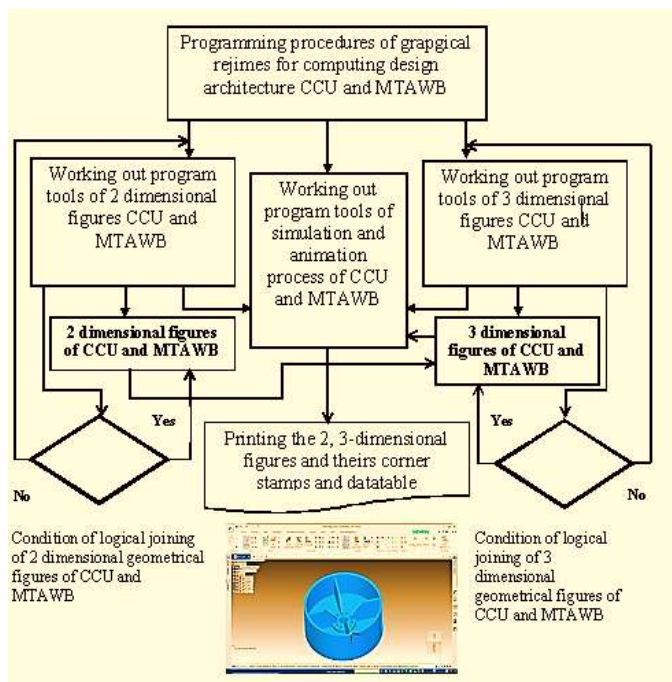 Programming procedures of grapgical
rejimes for computing design
architecture CCU and MTAWB
Working out program
tools of 2 dimensional
figures CCU and
MTAWB
Working out
program tools of
simulation and
animation
process of CCU
and MTAWB
Working out program
tools of 3 dimensional
figures CCU and
MTAWB
2 dimensional figures
of CCU and MTAWB
3 dimensional
figures of CCU and
MTAWB
Yes
Yes
No
No
Printing the 2, 3-dimensional
figures and theirs corner
stamps and datatable
Condition of logical joining
of 2 dimensional geometrical
figures of CCU and
MTAWB
Condition of logical
joining of 3
dimensional
geometrical figures of
CCU and MTAWB
SIEMENS